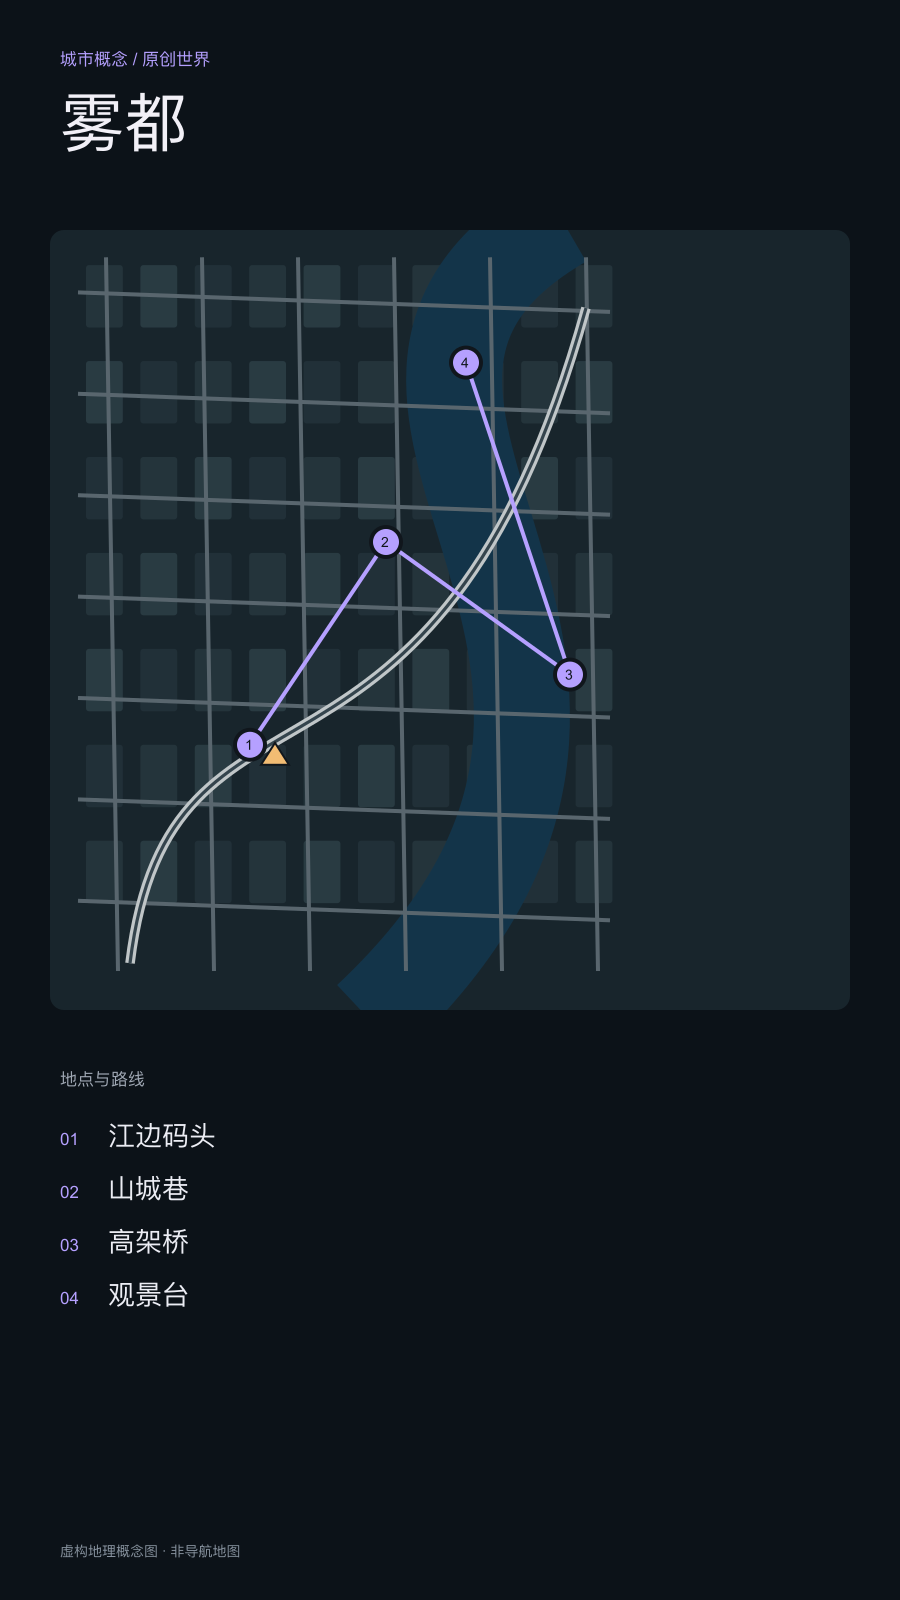 城市概念 / 原创世界
雾都
4
2
3
1
地点与路线
01 江边码头
02 山城巷
03 高架桥
04 观景台
虚构地理概念图 · 非导航地图